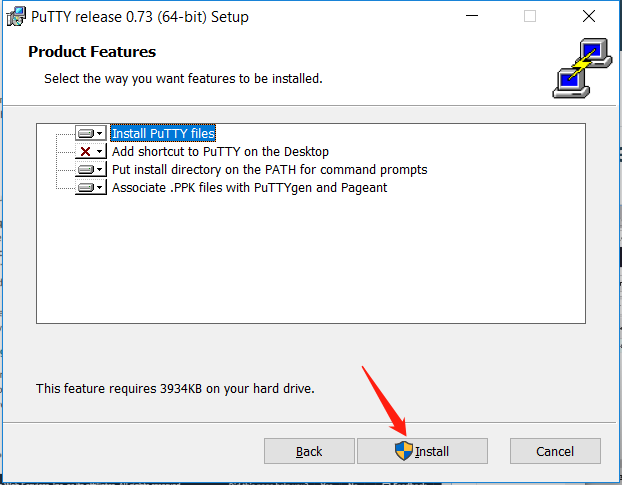 PuTTY release 0.73 (64-bit) Setup
Product Features
Select the way you want features to be installed.
Install PuTTY files
Add shortcut to PuTTY on the Desktop
Put install directory on the PATH for command prompts
Associate .PPK files with PuTTYgen and Pageant
This feature requires 3934KB on your hard drive.
Back Install Cancel